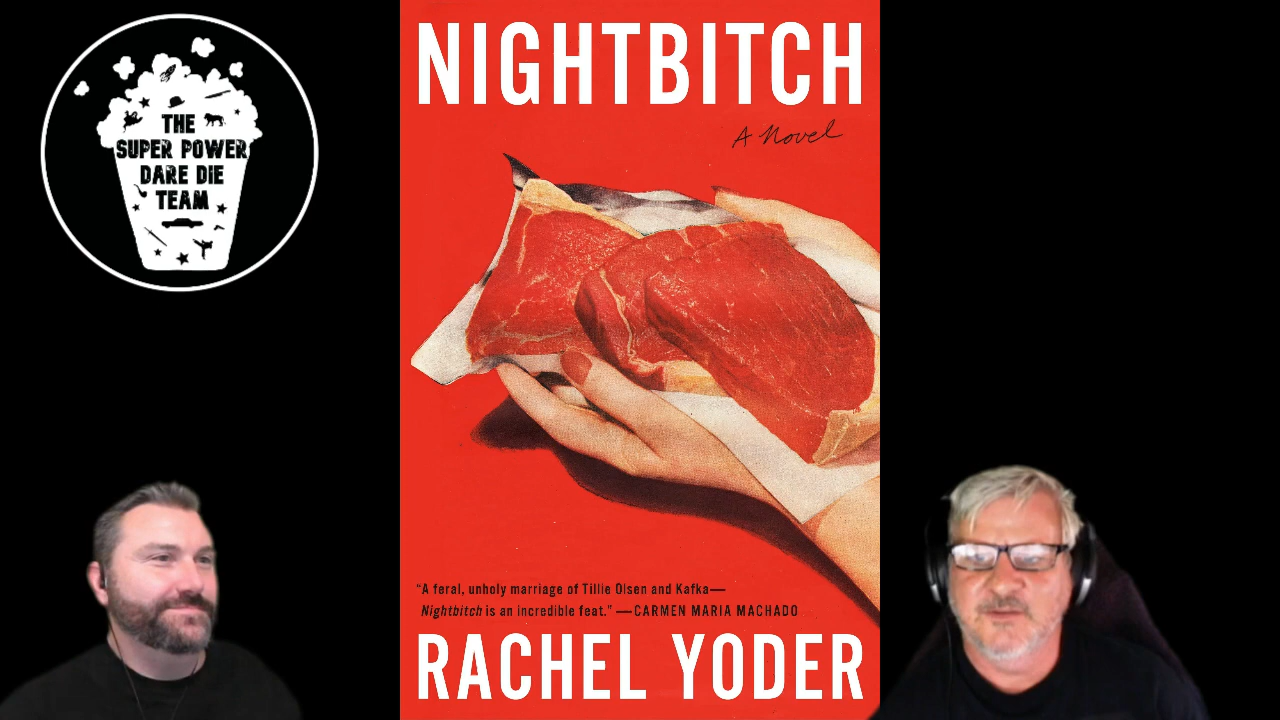 THE
SUPER POWER
DARE DIE
TEAM
NIGHTBITCH
A Novel
“A feral, unholy marriage of Tillie Olsen and Kafka—
Nightbitch is an incredible feat.” —CARMEN MARIA MACHADO
RACHEL YODER